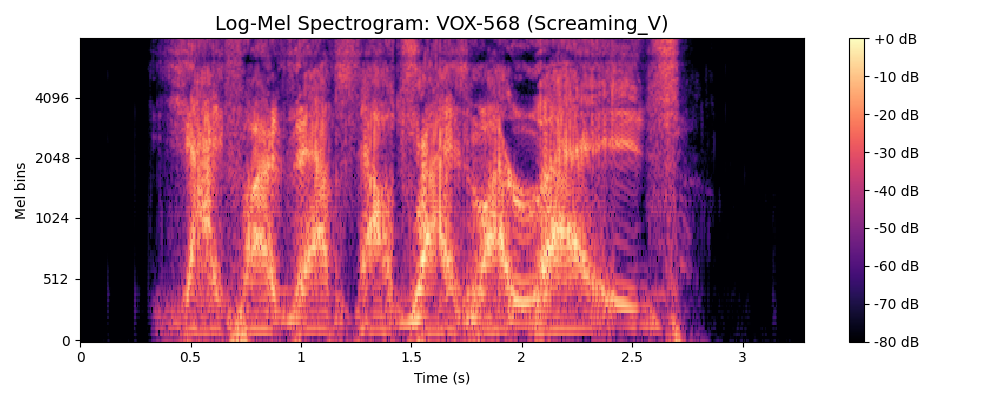 Log-Mel Spectrogram: VOX-568 (Screaming_V)
Mel bins
4096
2048
1024
512
0
0
0.5
1
1.5
2
2.5
3
Time (s)
+0 dB
-10 dB
-20 dB
-30 dB
-40 dB
-50 dB
-60 dB
-70 dB
-80 dB